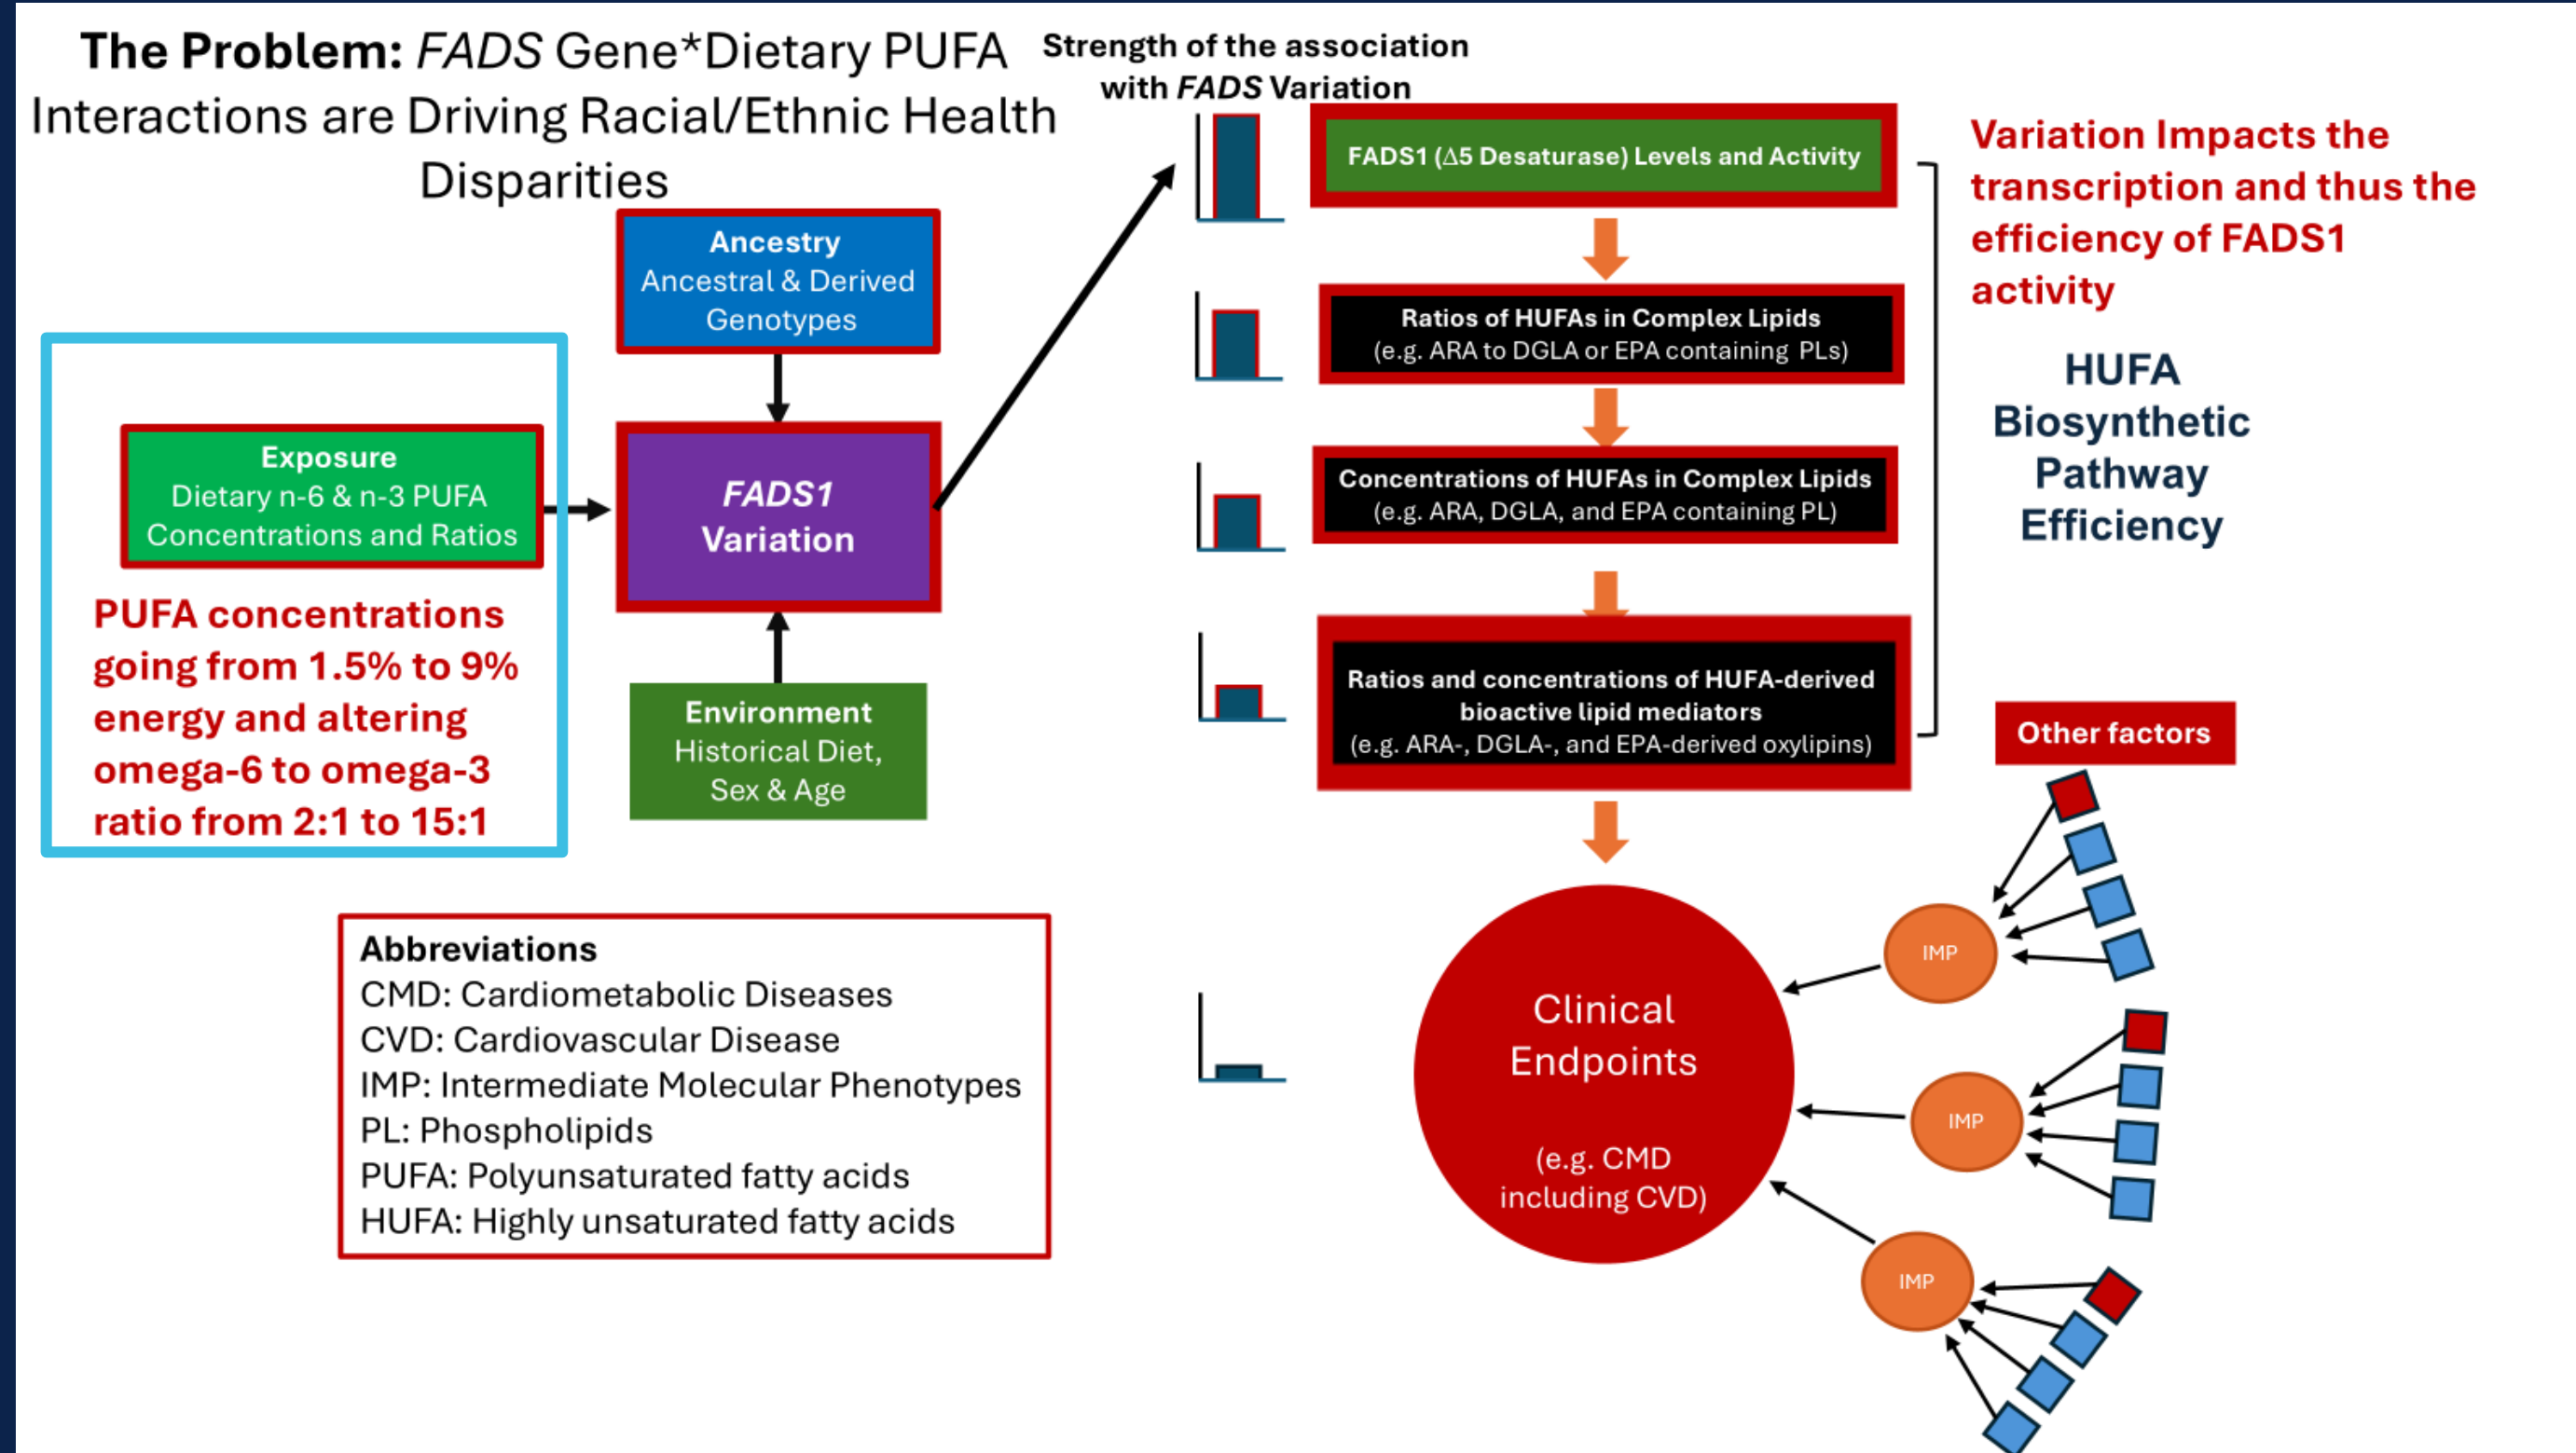 The Problem: FADS Gene*Dietary PUFA
Interactions are Driving Racial/Ethnic Health
Disparities
Strength of the association
with FADS Variation
Ancestry
Ancestral & Derived
Genotypes
Exposure
Dietary n-6 & n-3 PUFA
Concentrations and Ratios
PUFA concentrations
going from 1.5% to 9%
energy and altering
omega-6 to omega-3
ratio from 2:1 to 15:1
FADS1
Variation
Environment
Historical Diet,
Sex & Age
FADS1 (Δ5 Desaturase) Levels and Activity
Ratios of HUFAs in Complex Lipids
(e.g. ARA to DGLA or EPA containing PLs)
Concentrations of HUFAs in Complex Lipids
(e.g. ARA, DGLA, and EPA containing PL)
Ratios and concentrations of HUFA-derived
bioactive lipid mediators
(e.g. ARA-, DGLA-, and EPA-derived oxylipins)
Variation Impacts the
transcription and thus the
efficiency of FADS1
activity
HUFA
Biosynthetic
Pathway
Efficiency
Other factors
Clinical
Endpoints
(e.g. CMD
including CVD)
IMP
IMP
IMP
Abbreviations
CMD: Cardiometabolic Diseases
CVD: Cardiovascular Disease
IMP: Intermediate Molecular Phenotypes
PL: Phospholipids
PUFA: Polyunsaturated fatty acids
HUFA: Highly unsaturated fatty acids